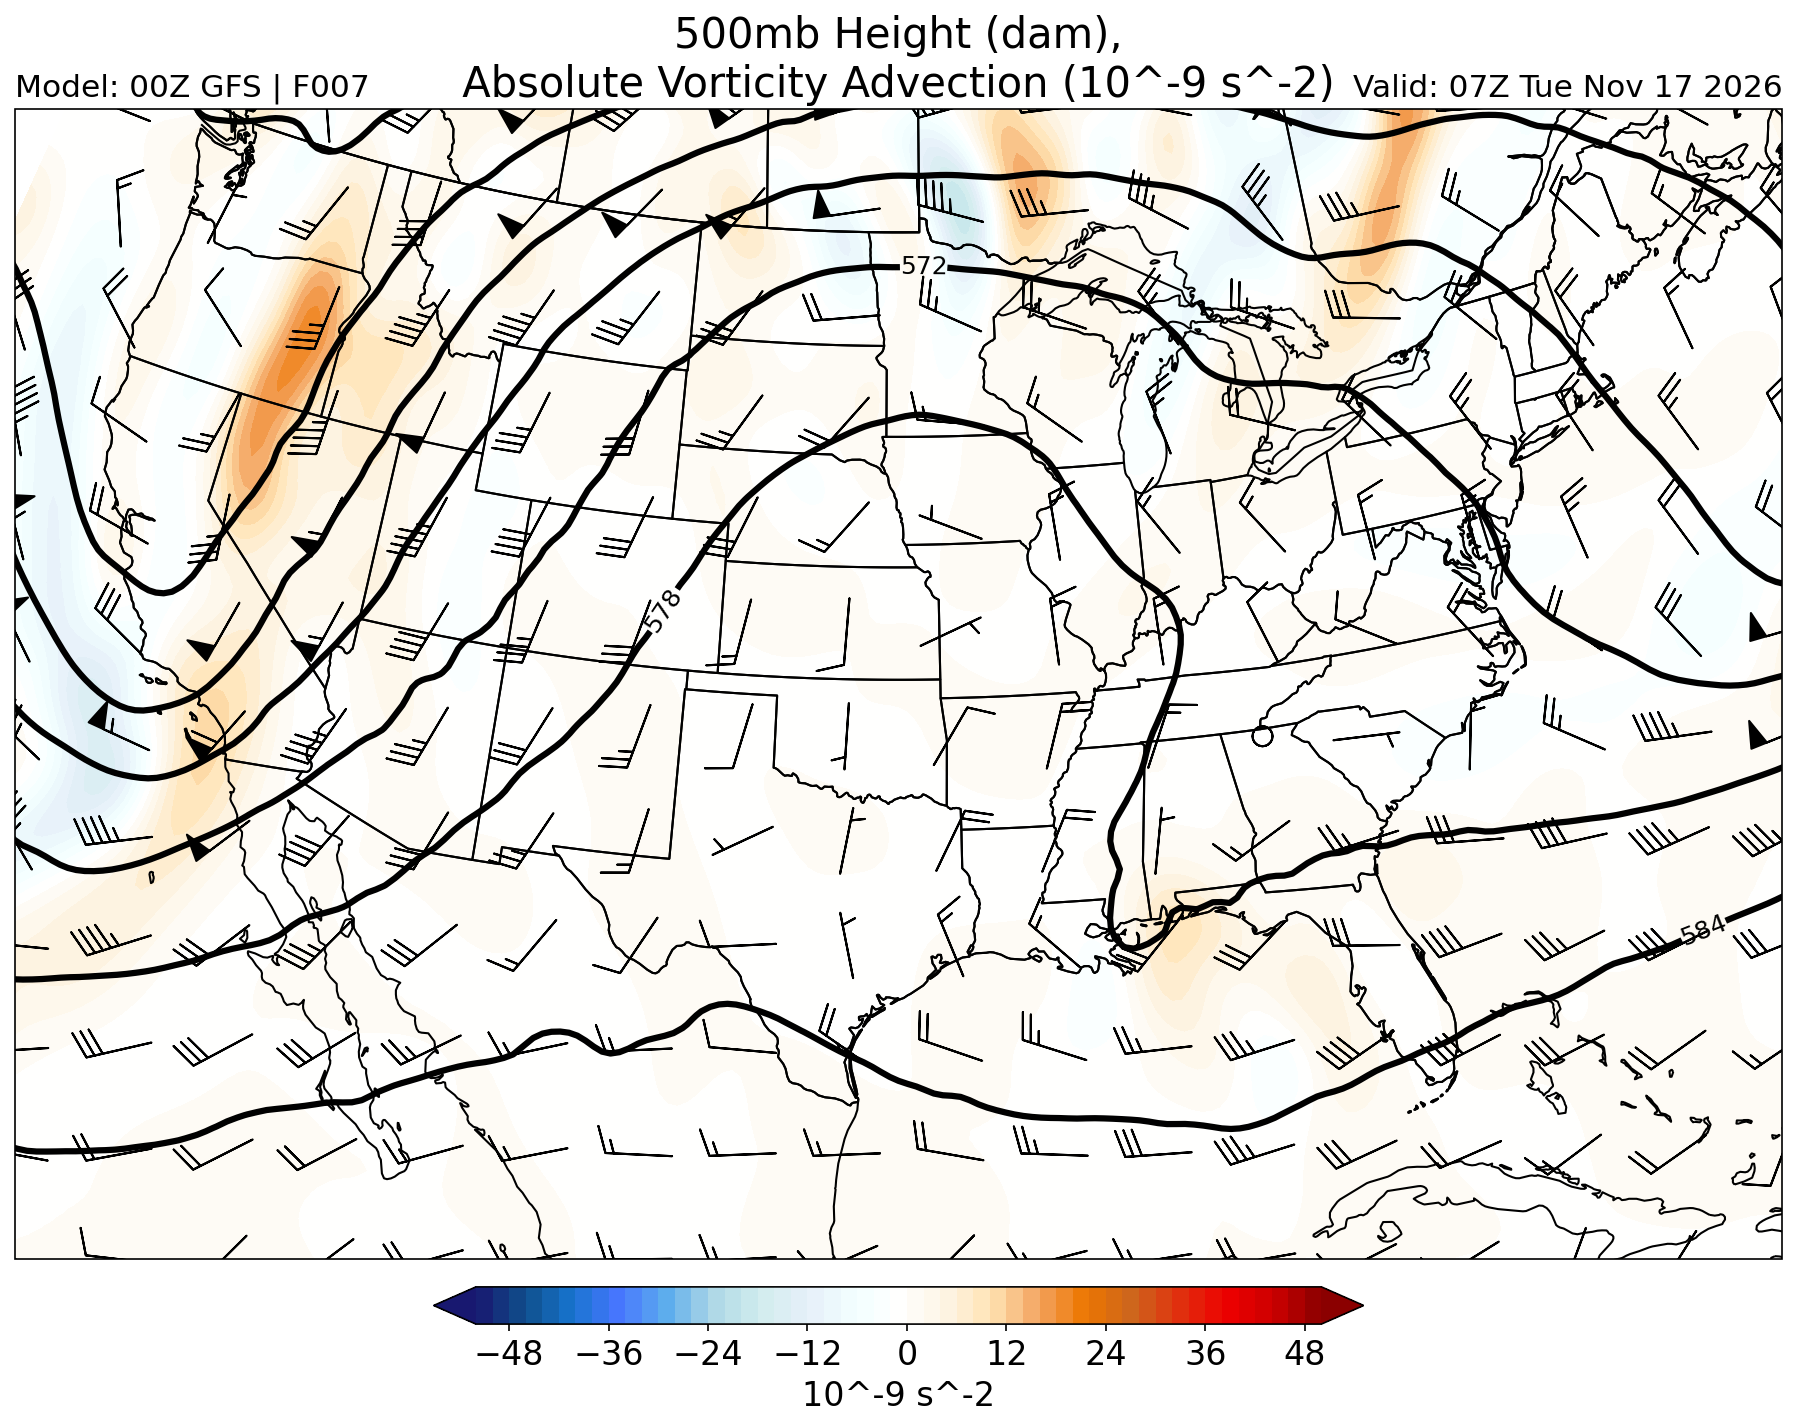 500mb Height (dam),
Model: 00Z GFS | F007
Absolute Vorticity Advection (10^-9 s^-2)
Valid: 07Z Tue Nov 17 2026
572
578
584
−48 −36 −24 −12 0 12 24 36 48
10^-9 s^-2